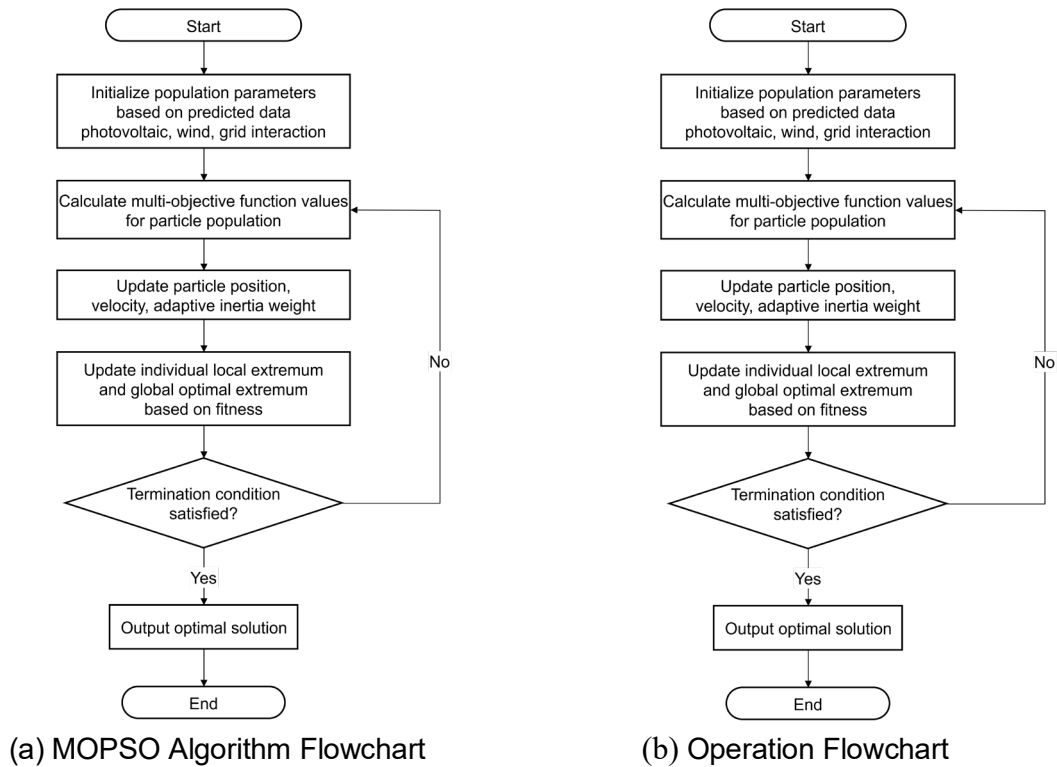 Start
Initialize population parameters
based on predicted data
photovoltaic, wind, grid interaction
Calculate multi-objective function values
for particle population
Update particle position,
velocity, adaptive inertia weight
Update individual local extremum
and global optimal extremum
based on fitness
No
Termination condition
satisfied?
Yes
Output optimal solution
End
(a) MOPSO Algorithm Flowchart
Start
Initialize population parameters
based on predicted data
photovoltaic, wind, grid interaction
Calculate multi-objective function values
for particle population
Update particle position,
velocity, adaptive inertia weight
Update individual local extremum
and global optimal extremum
based on fitness
No
Termination condition
satisfied?
Yes
Output optimal solution
End
(b) Operation Flowchart